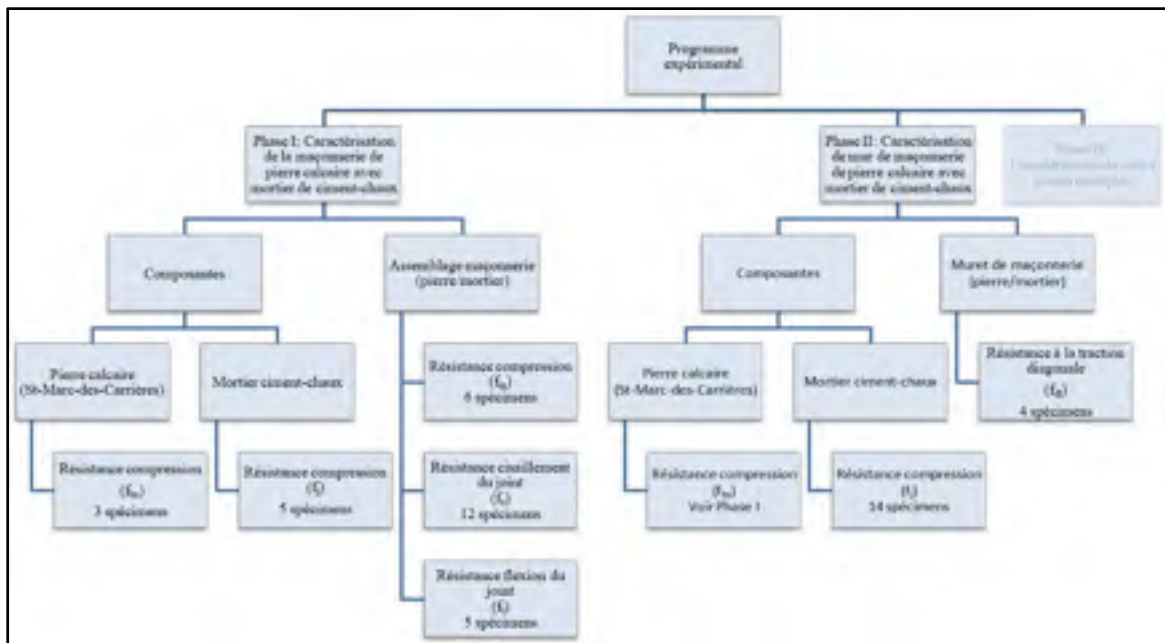 Programme
expérimental
Phase I: Caractérisation
de la maçonnerie de
pierre calcaire avec
mortier de ciment-chaux
Phase II: Caractérisation
de mur de maçonnerie
de pierre calcaire avec
mortier de ciment-chaux
Composantes
Assemblage maçonnerie
(pierre/mortier)
Composantes
Muret de maçonnerie
(pierre/mortier)
Pierre calcaire
(St-Marc-des-Carrières)
Mortier ciment-chaux
Résistance compression
6 spécimens
Pierre calcaire
(St-Marc-des-Carrières)
Mortier ciment-chaux
Résistance à la traction
diagonale
4 spécimens
Résistance compression
3 spécimens
Résistance compression
5 spécimens
Résistance cisaillement
du joint
12 spécimens
Résistance compression
Voir Phase I
Résistance compression
14 spécimens
Résistance flexion du
joint
5 spécimens